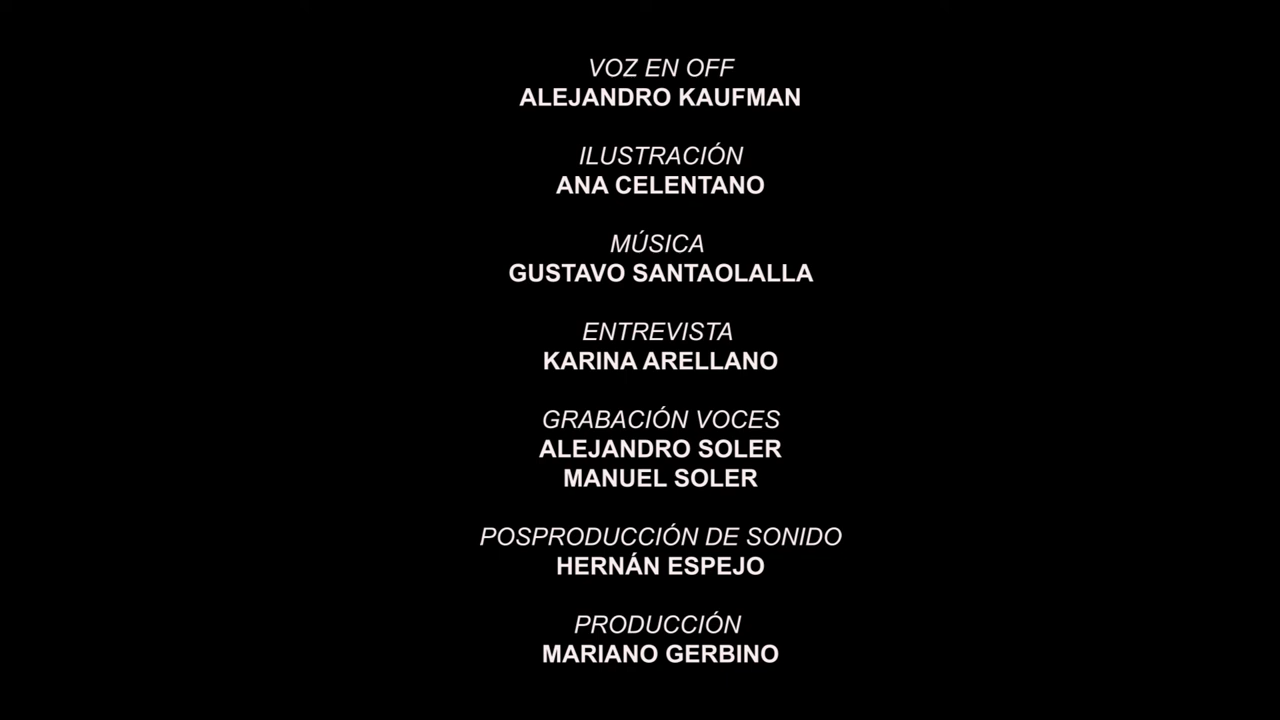 VOZ EN OFF
ALEJANDRO KAUFMAN
ILUSTRACIÓN
ANA CELENTANO
MÚSICA
GUSTAVO SANTAOLALLA
ENTREVISTA
KARINA ARELLANO
GRABACIÓN VOCES
ALEJANDRO SOLER
MANUEL SOLER
POSPRODUCCIÓN DE SONIDO
HERNÁN ESPEJO
PRODUCCIÓN
MARIANO GERBINO